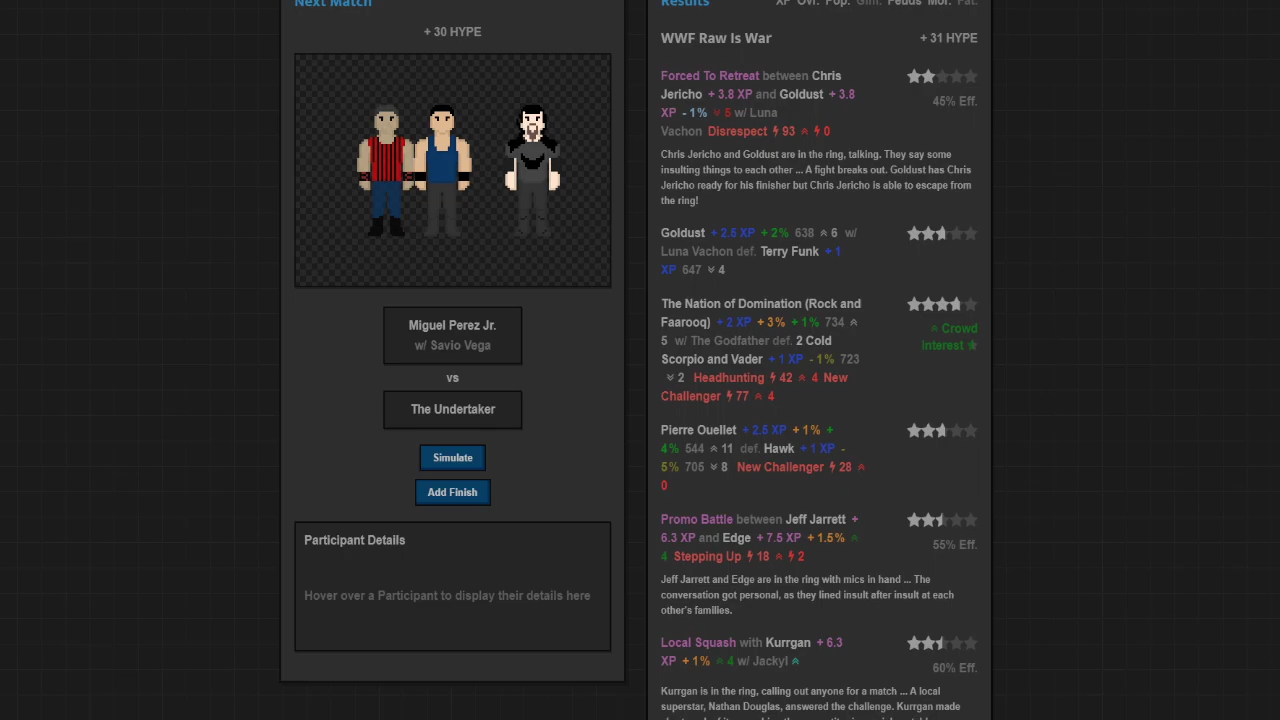 Next Match
+ 30 HYPE
Miguel Perez Jr.
w/ Savio Vega
vs
The Undertaker
Simulate
Add Finish
Participant Details
Hover over a Participant to display their details here
Results
XP Ovr. Pop. Gim. Feuds Mor. Fat.
WWF Raw Is War
+ 31 HYPE
Forced To Retreat between Chris
Jericho + 3.8 XP and Goldust + 3.8
XP - 1% 5 w/ Luna
Vachon Disrespect 93 0
45% Eff.
Chris Jericho and Goldust are in the ring, talking. They say some
insulting things to each other ... A fight breaks out. Goldust has Chris
Jericho ready for his finisher but Chris Jericho is able to escape from
the ring!
Goldust + 2.5 XP + 2% 638 6 w/
Luna Vachon def. Terry Funk + 1
XP 647 4
The Nation of Domination (Rock and
Faarooq) + 2 XP + 3% + 1% 734
5 w/ The Godfather def. 2 Cold
Scorpio and Vader + 1 XP - 1% 723
2 Headhunting 42 4 New
Challenger 77 4
Crowd
Interest
Pierre Ouellet + 2.5 XP + 1% +
4% 544 11 def. Hawk + 1 XP -
5% 705 8 New Challenger 28
0
Promo Battle between Jeff Jarrett +
6.3 XP and Edge + 7.5 XP + 1.5%
4 Stepping Up 18 2
55% Eff.
Jeff Jarrett and Edge are in the ring with mics in hand ... The
conversation got personal, as they lined insult after insult at each
other's families.
Local Squash with Kurrgan + 6.3
XP + 1% 4 w/ Jackyl
60% Eff.
Kurrgan is in the ring, calling out anyone for a match ... A local
superstar, Nathan Douglas, answered the challenge. Kurrgan made